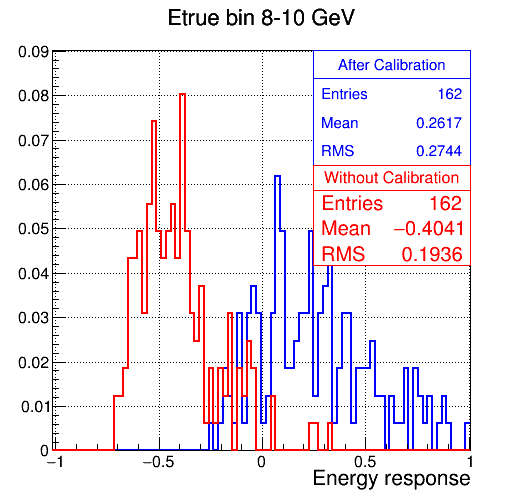 Etrue bin 8-10 GeV
0.09
0.08
0.07
0.06
0.05
0.04
0.03
0.02
0.01
0
After Calibration
Entries 162
Mean 0.2617
RMS 0.2744
Without Calibration
Entries 162
Mean −0.4041
RMS 0.1936
−1 −0.5 0 0.5 1
Energy response